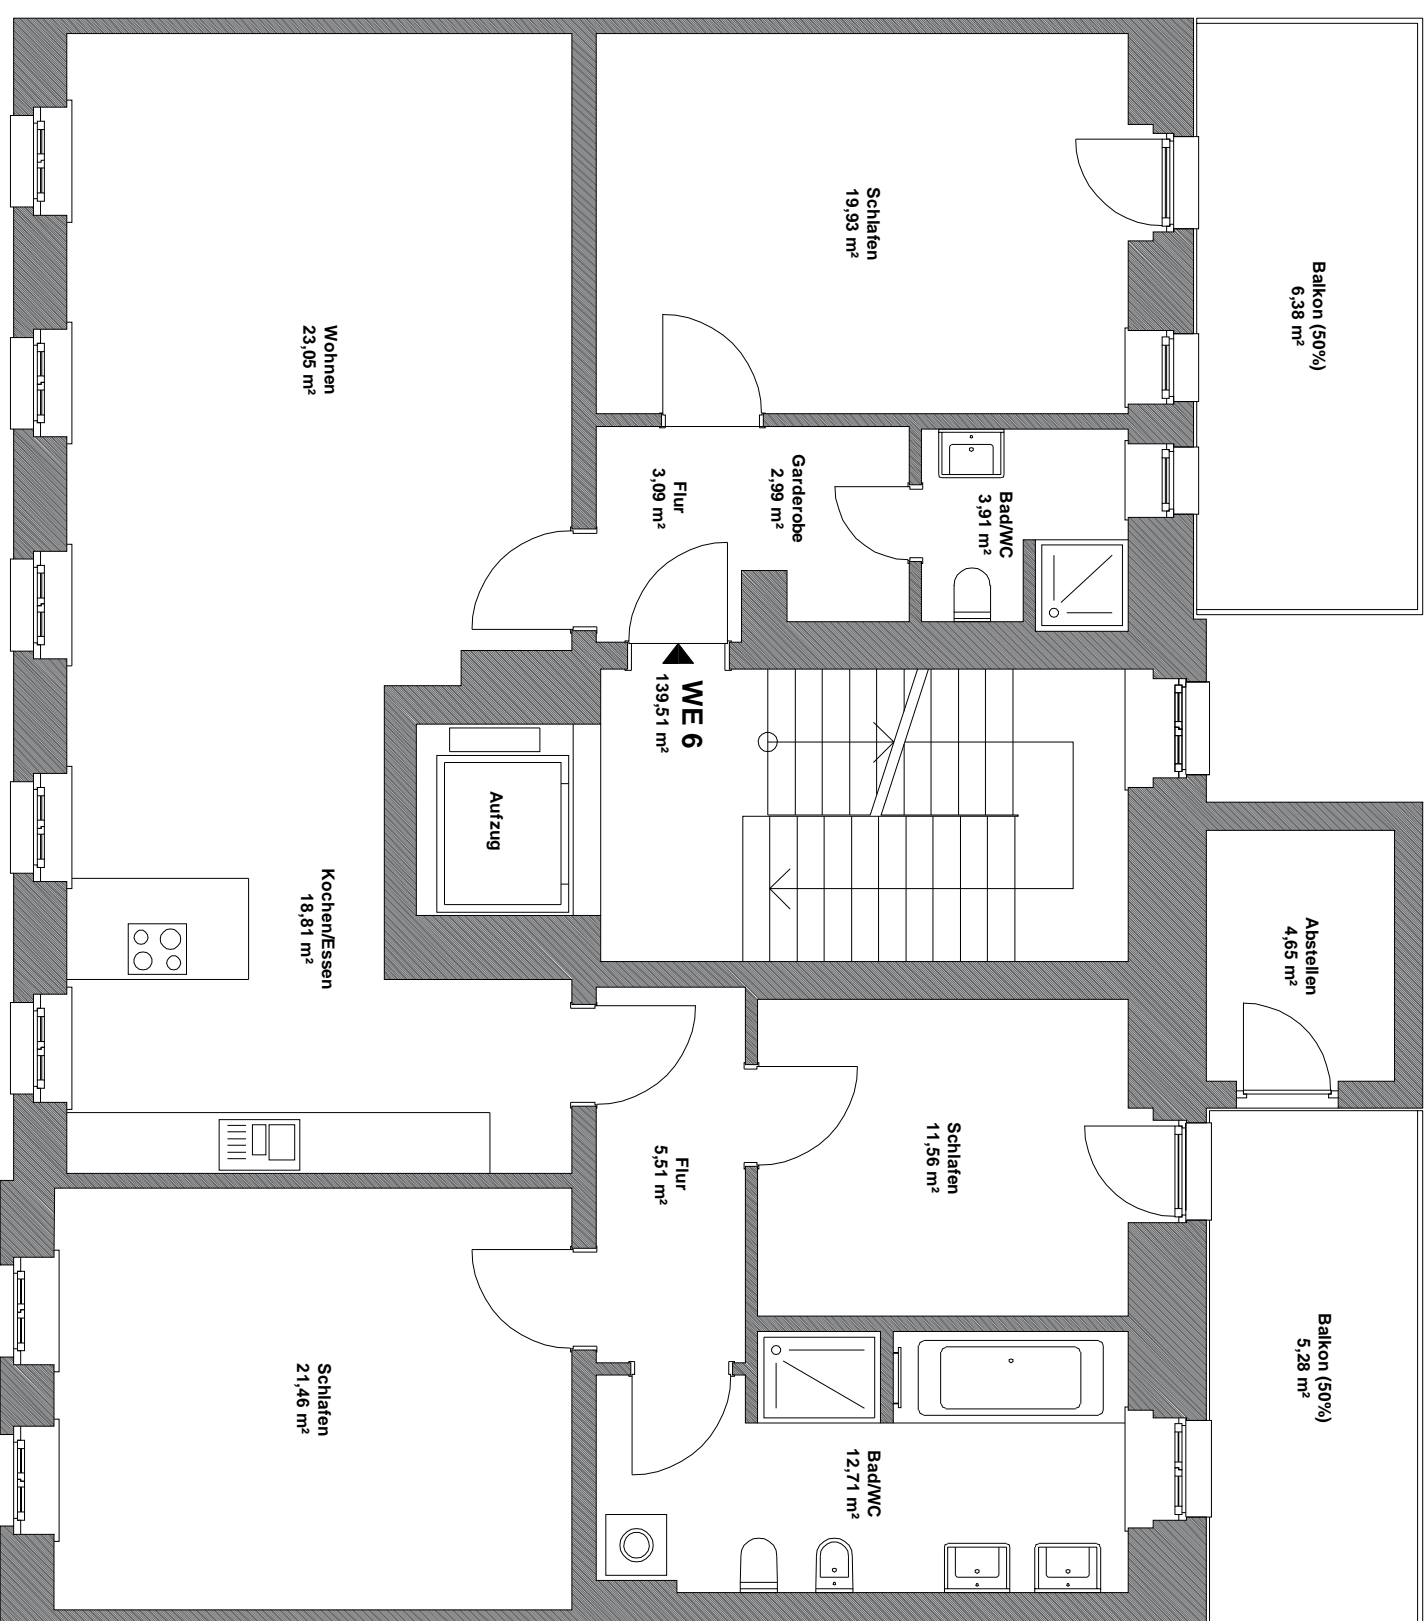 Balkon (50%)
6,38 m²
Abstellen
4,65 m²
Balkon (50%)
5,28 m²
Schlafen
19,93 m²
Bad/WC
3,91 m²
Schlafen
11,56 m²
Bad/WC
12,71 m²
Garderobe
2,99 m²
Flur
3,09 m²
WE 6
139,51 m²
Flur
5,51 m²
Aufzug
Wohnen
23,05 m²
Kochen/Essen
18,81 m²
Schlafen
21,46 m²